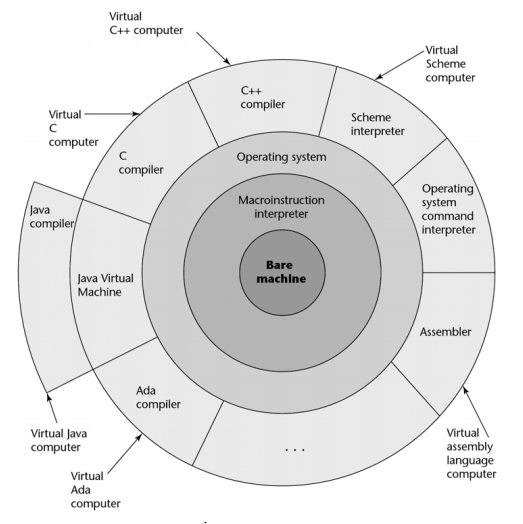 Virtual
C++ computer
Virtual
Scheme
computer
C++
compiler
Scheme
interpreter
Virtual
C
computer
C
compiler
Operating system
Operating
system
command
interpreter
Macroinstruction
interpreter
Java
compiler
Bare
machine
Java Virtual
Machine
Assembler
Ada
compiler
. . .
Virtual Java
computer
Virtual
assembly
language
computer
Virtual
Ada
computer